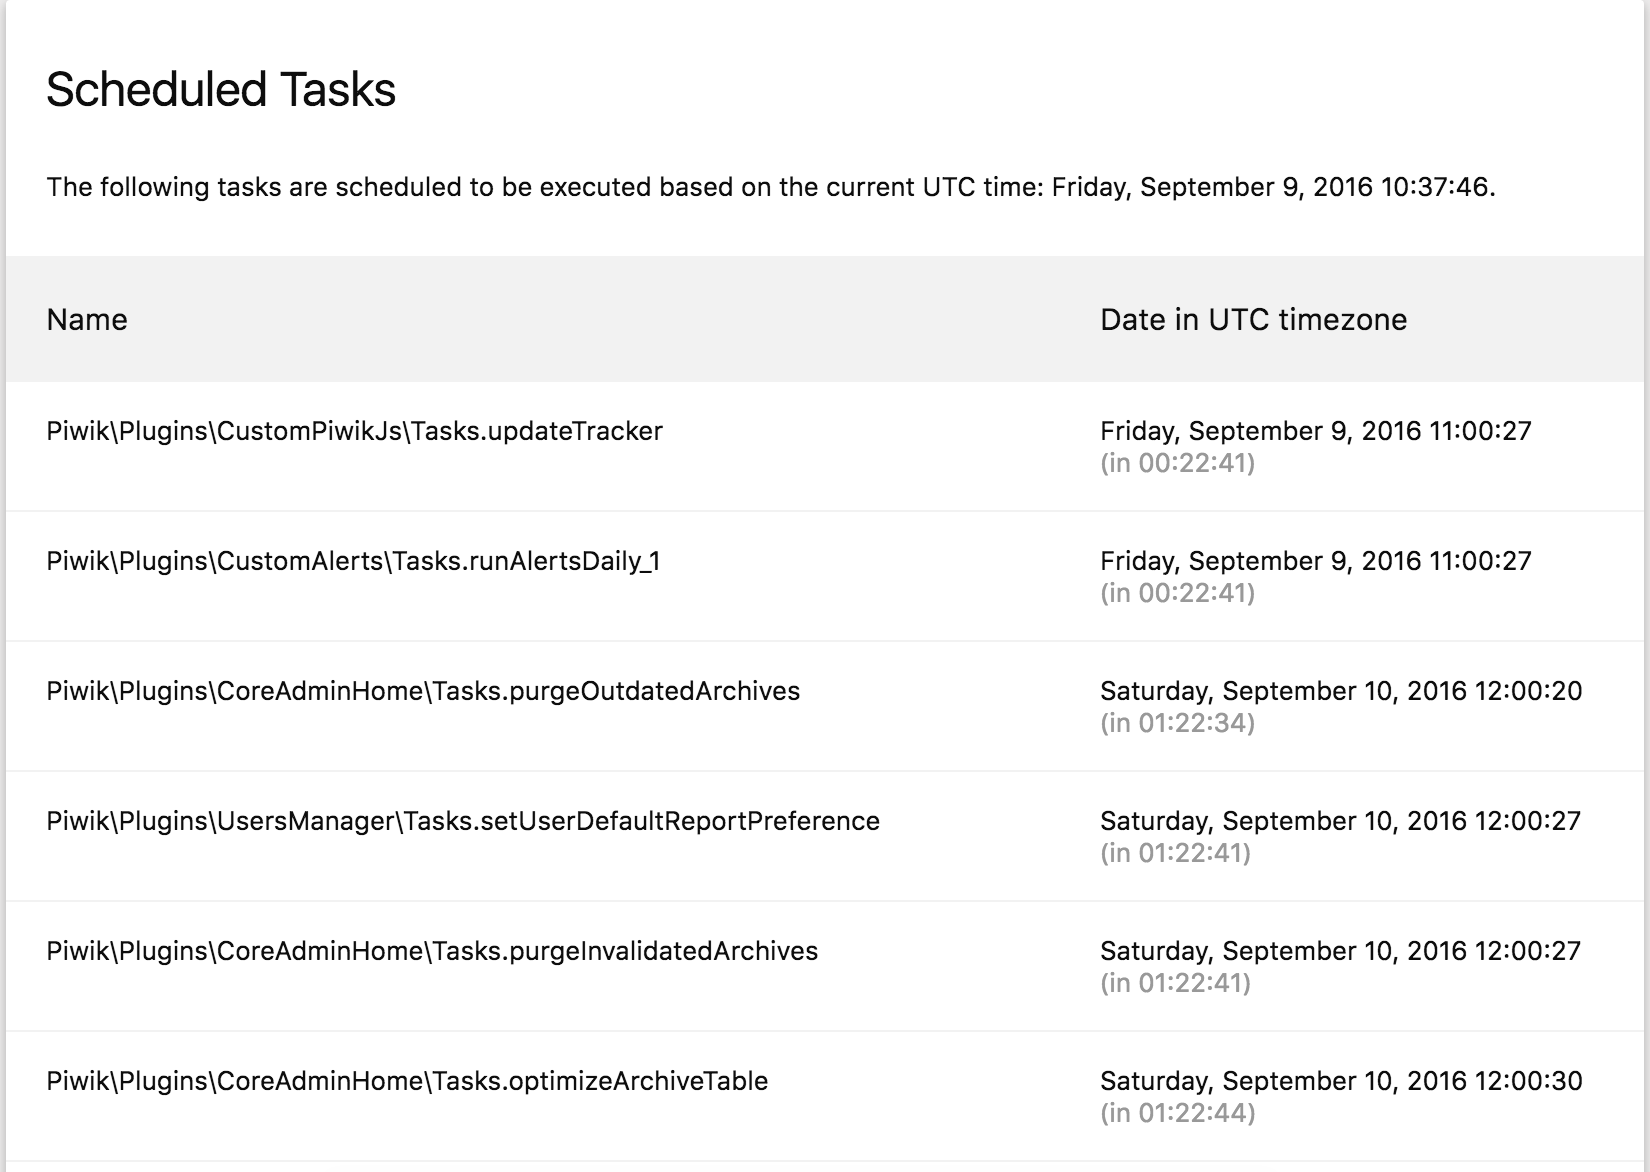 Scheduled Tasks
The following tasks are scheduled to be executed based on the current UTC time: Friday, September 9, 2016 10:37:46.
Name Date in UTC timezone
Piwik\Plugins\CustomPiwikJs\Tasks.updateTracker Friday, September 9, 2016 11:00:27
(in 00:22:41)
Piwik\Plugins\CustomAlerts\Tasks.runAlertsDaily_1 Friday, September 9, 2016 11:00:27
(in 00:22:41)
Piwik\Plugins\CoreAdminHome\Tasks.purgeOutdatedArchives Saturday, September 10, 2016 12:00:20
(in 01:22:34)
Piwik\Plugins\UsersManager\Tasks.setUserDefaultReportPreference Saturday, September 10, 2016 12:00:27
(in 01:22:41)
Piwik\Plugins\CoreAdminHome\Tasks.purgeInvalidatedArchives Saturday, September 10, 2016 12:00:27
(in 01:22:41)
Piwik\Plugins\CoreAdminHome\Tasks.optimizeArchiveTable Saturday, September 10, 2016 12:00:30
(in 01:22:44)